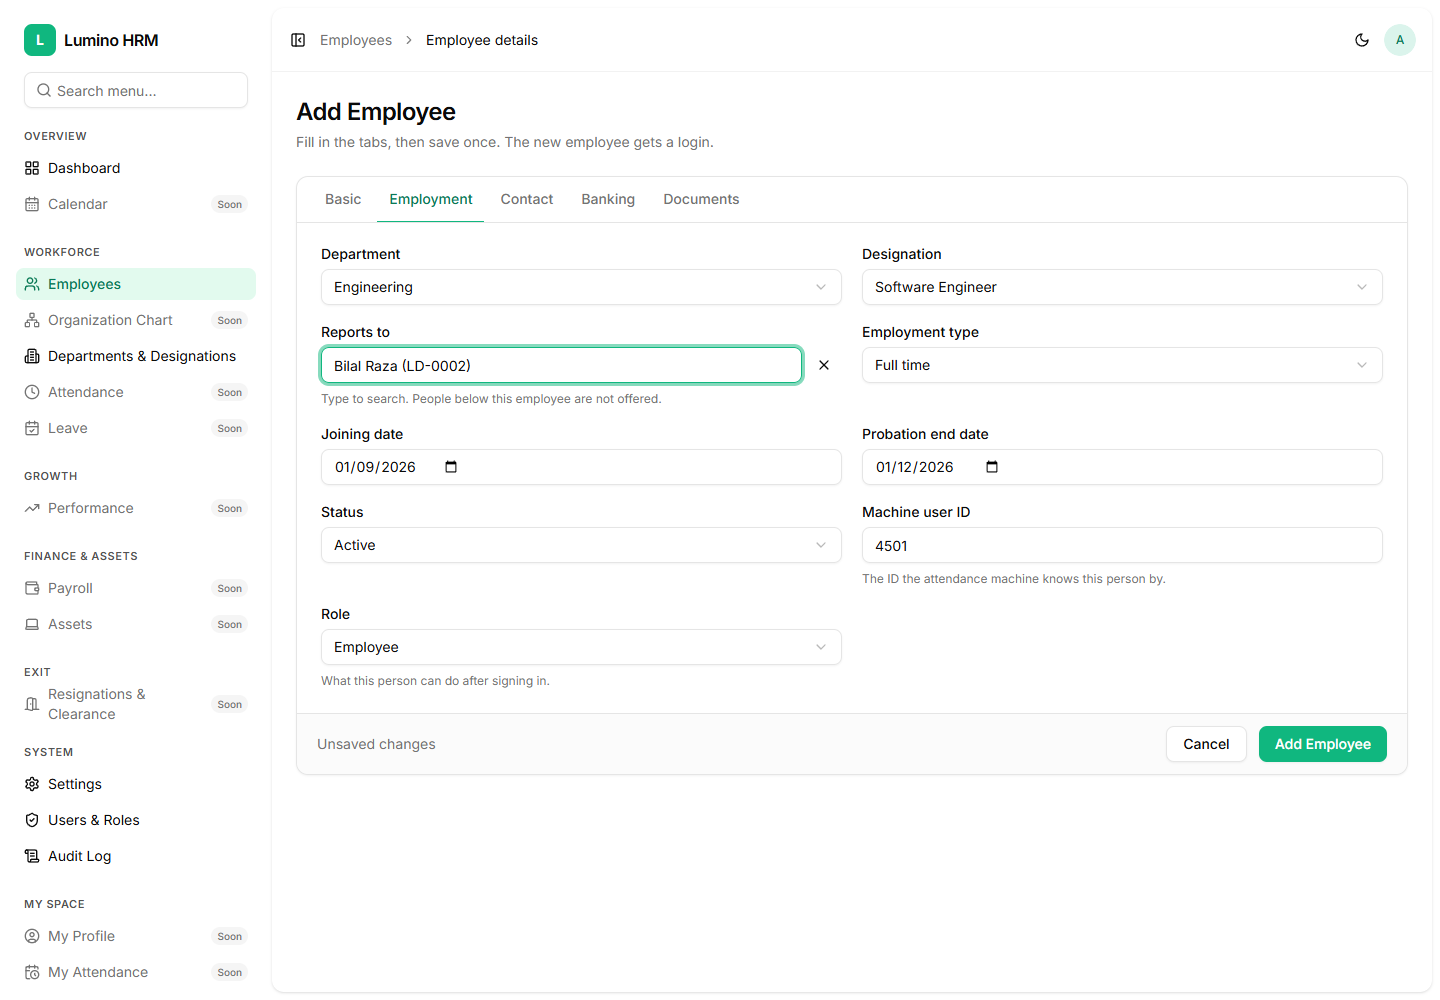 L
Lumino HRM
Search menu...
OVERVIEW
Dashboard
Calendar
Soon
WORKFORCE
Employees
Organization Chart
Soon
Departments & Designations
Attendance
Soon
Leave
Soon
GROWTH
Performance
Soon
FINANCE & ASSETS
Payroll
Soon
Assets
Soon
EXIT
Resignations &
Clearance
Soon
SYSTEM
Settings
Users & Roles
Audit Log
MY SPACE
My Profile
Soon
My Attendance
Soon
Employees > Employee details
A
Add Employee
Fill in the tabs, then save once. The new employee gets a login.
Basic Employment Contact Banking Documents
Department
Engineering
Designation
Software Engineer
Reports to
Bilal Raza (LD-0002)
Type to search. People below this employee are not offered.
Employment type
Full time
Joining date
01/09/2026
Probation end date
01/12/2026
Status
Active
Machine user ID
4501
The ID the attendance machine knows this person by.
Role
Employee
What this person can do after signing in.
Unsaved changes
Cancel
Add Employee